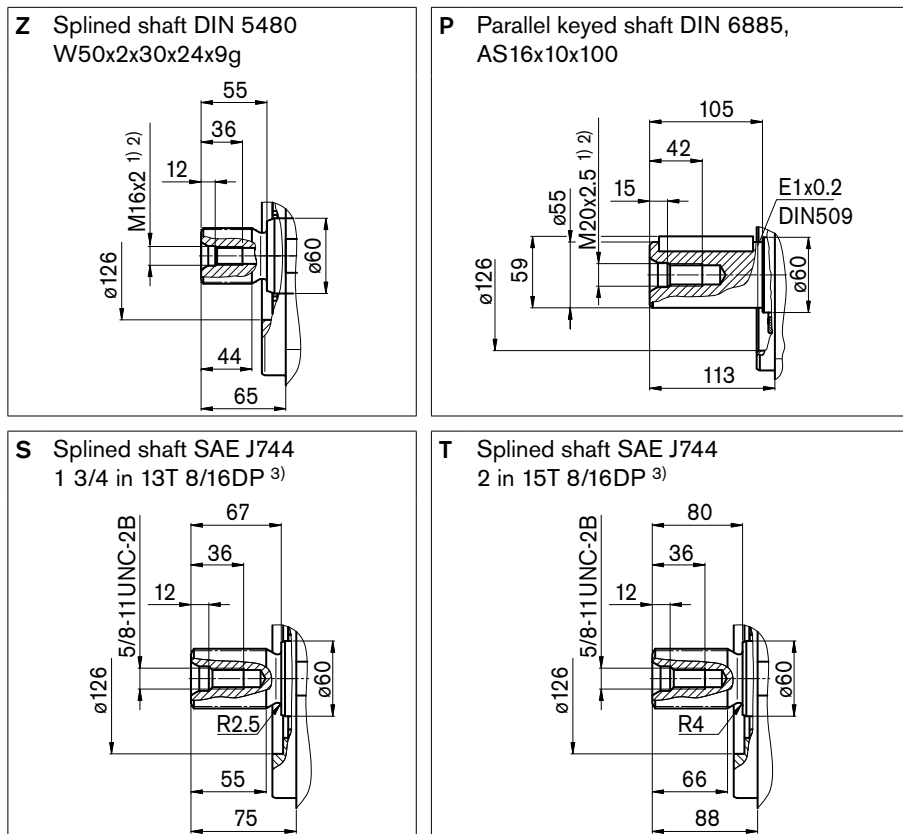 Z Splined shaft DIN 5480
W50x2x30x24x9g
55
36
12
M16x2 1) 2)
ø126
ø60
44
65
P Parallel keyed shaft DIN 6885,
AS16x10x100
105
42
15
M20x2.5 1) 2)
ø55
E1x0.2
DIN509
59
ø126
ø60
113
S Splined shaft SAE J744
1 3/4 in 13T 8/16DP 3)
67
36
12
5/8-11UNC-2B
ø126
ø60
R2.5
55
75
T Splined shaft SAE J744
2 in 15T 8/16DP 3)
80
36
12
5/8-11UNC-2B
ø126
ø60
R4
66
88